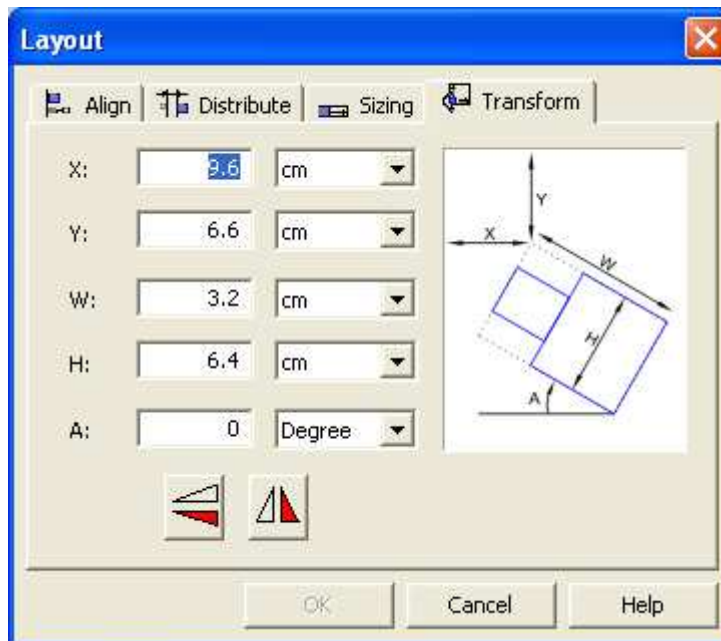 Layout
Align Distribute Sizing Transform
X: 9.6 cm
Y: 6.6 cm
W: 3.2 cm
H: 6.4 cm
A: 0 Degree
Y
X
W
H
A
OK Cancel Help